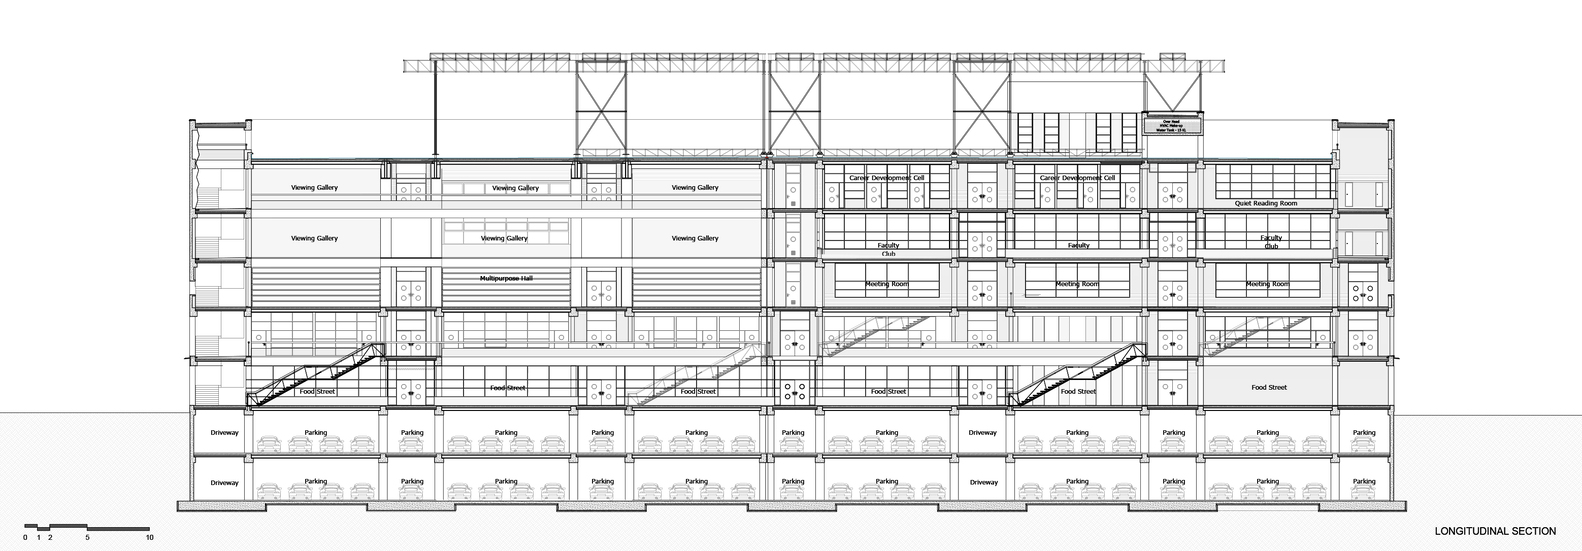 Over Head
HVAC Make-up
Water Tank - 15 KL
Viewing Gallery
Viewing Gallery
Viewing Gallery
Career Development Cell
Career Development Cell
Quiet Reading Room
Viewing Gallery
Viewing Gallery
Viewing Gallery
Faculty
Club
Faculty
Faculty
Club
Multipurpose Hall
Meeting Room
Meeting Room
Meeting Room
Food Street
Food Street
Food Street
Food Street
Food Street
Food Street
Driveway
Parking
Parking
Parking
Parking
Parking
Parking
Parking
Driveway
Parking
Parking
Parking
Parking
Driveway
Parking
Parking
Parking
Parking
Parking
Parking
Parking
Driveway
Parking
Parking
Parking
Parking
0 1 2 5 10
LONGITUDINAL SECTION